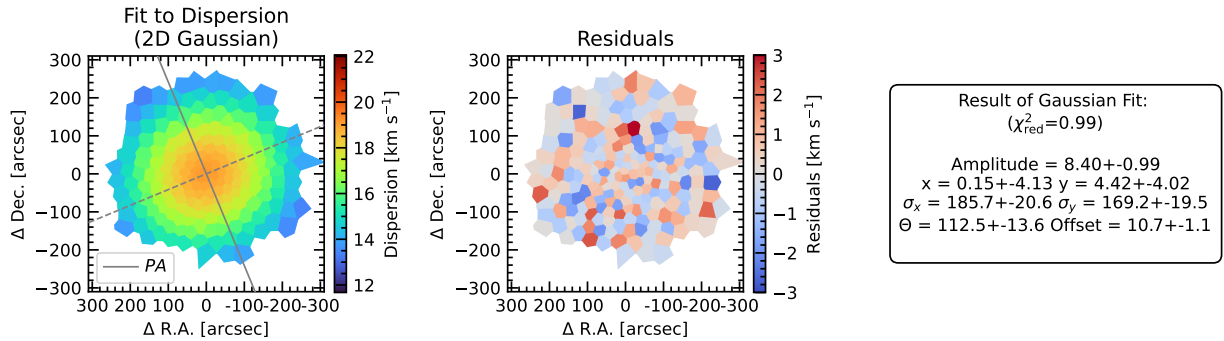 Fit to Dispersion
(2D Gaussian)
300
200
100
0
−100
−200
−300
Δ Dec. [arcsec]
300 200 100 0 -100 -200 -300
Δ R.A. [arcsec]
PA
22
20
18
16
14
12
Dispersion [km s⁻¹]
Residuals
300
200
100
0
−100
−200
−300
Δ Dec. [arcsec]
300 200 100 0 -100 -200 -300
Δ R.A. [arcsec]
3
2
1
0
−1
−2
−3
Residuals [km s⁻¹]
Result of Gaussian Fit:
(χ²_red=0.99)
Amplitude = 8.40+-0.99
x = 0.15+-4.13 y = 4.42+-4.02
σₓ = 185.7+-20.6 σ_y = 169.2+-19.5
Θ = 112.5+-13.6 Offset = 10.7+-1.1